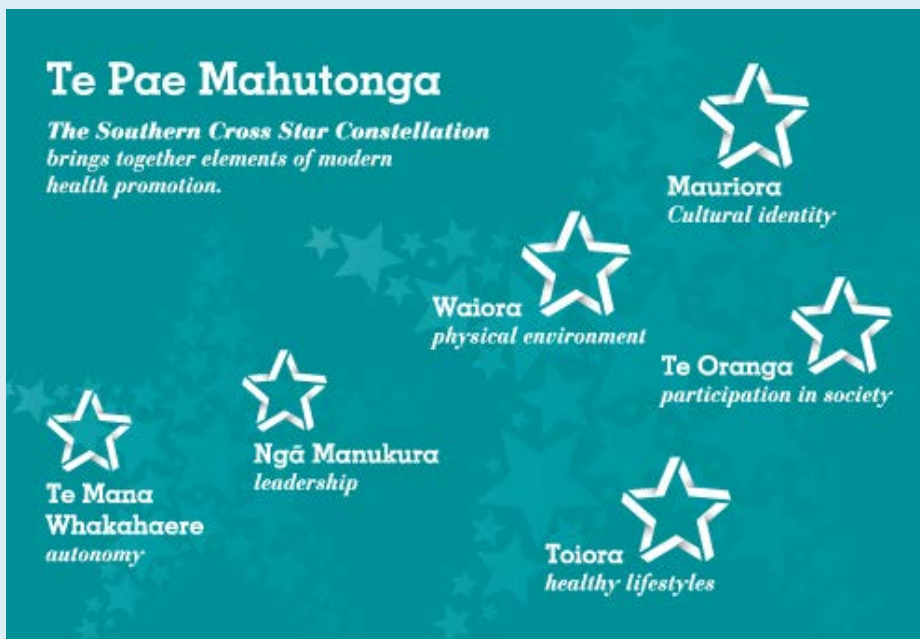 Te Pae Mahutonga
The Southern Cross Star Constellation
brings together elements of modern
health promotion.
Mauriora
Cultural identity
Waiora
physical environment
Te Oranga
participation in society
Ngā Manukura
leadership
Te Mana
Whakahaere
autonomy
Toiora
healthy lifestyles